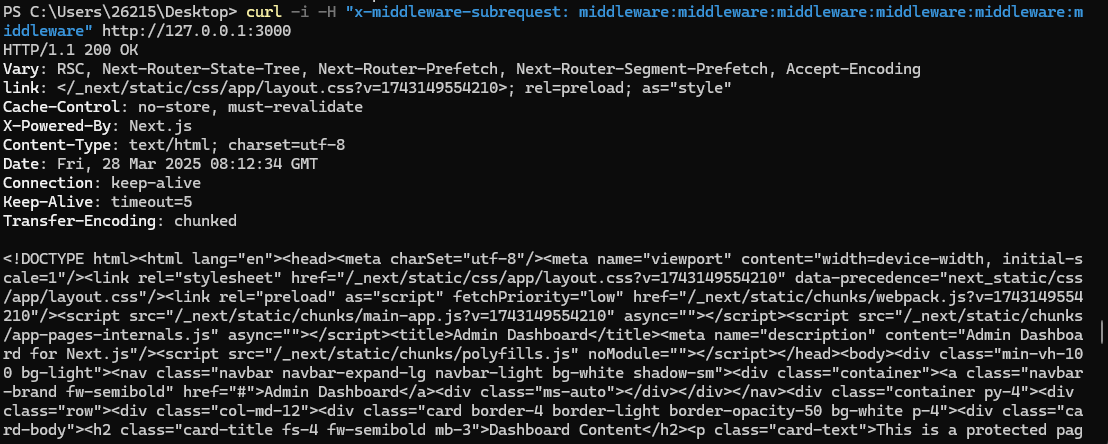 PS C:\Users\26215\Desktop> curl -i -H "x-middleware-subrequest: middleware:middleware:middleware:middleware:middleware:m
iddleware" http://127.0.0.1:3000
HTTP/1.1 200 OK
Vary: RSC, Next-Router-State-Tree, Next-Router-Prefetch, Next-Router-Segment-Prefetch, Accept-Encoding
link: </_next/static/css/app/layout.css?v=1743149554210>; rel=preload; as="style"
Cache-Control: no-store, must-revalidate
X-Powered-By: Next.js
Content-Type: text/html; charset=utf-8
Date: Fri, 28 Mar 2025 08:12:34 GMT
Connection: keep-alive
Keep-Alive: timeout=5
Transfer-Encoding: chunked

<!DOCTYPE html><html lang="en"><head><meta charSet="utf-8"/><meta name="viewport" content="width=device-width, initial-s
cale=1"/><link rel="stylesheet" href="/_next/static/css/app/layout.css?v=1743149554210" data-precedence="next_static/css
/app/layout.css"/><link rel="preload" as="script" fetchPriority="low" href="/_next/static/chunks/webpack.js?v=1743149554
210"/><script src="/_next/static/chunks/main-app.js?v=1743149554210" async=""></script><script src="/_next/static/chunks
/app-pages-internals.js" async=""></script><title>Admin Dashboard</title><meta name="description" content="Admin Dashboa
rd for Next.js"/><script src="/_next/static/chunks/polyfills.js" noModule=""></script></head><body><div class="min-vh-10
0 bg-light"><nav class="navbar navbar-expand-lg navbar-light bg-white shadow-sm"><div class="container"><a class="navbar
-brand fw-semibold" href="#">Admin Dashboard</a><div class="ms-auto"></div></div></nav><div class="container py-4"><div
class="row"><div class="col-md-12"><div class="card border-4 border-light border-opacity-50 bg-white p-4"><div class="ca
rd-body"><h2 class="card-title fs-4 fw-semibold mb-3">Dashboard Content</h2><p class="card-text">This is a protected pag